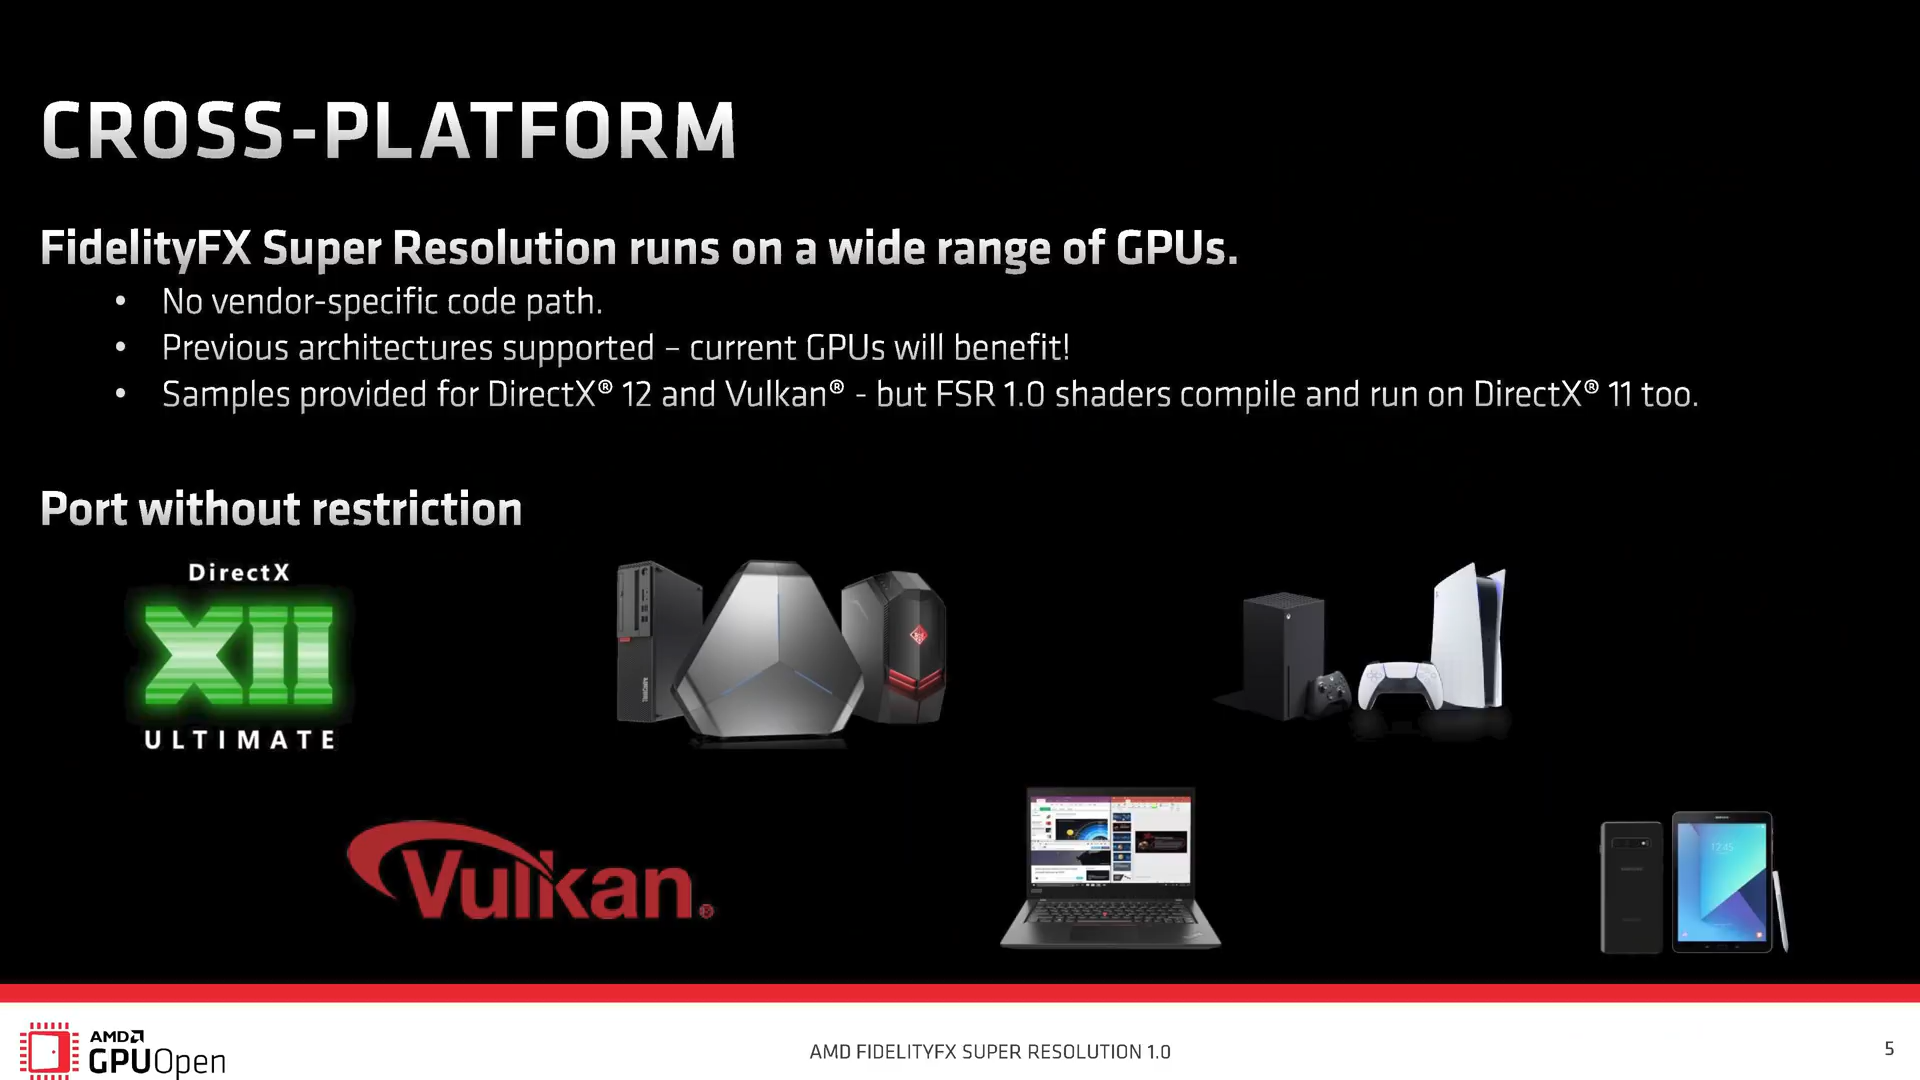 CROSS-PLATFORM
FidelityFX Super Resolution runs on a wide range of GPUs.
• No vendor-specific code path.
• Previous architectures supported – current GPUs will benefit!
• Samples provided for DirectX® 12 and Vulkan® - but FSR 1.0 shaders compile and run on DirectX® 11 too.
Port without restriction
DirectX
XII
ULTIMATE
Vulkan®
12:45
AMD
GPUOpen
AMD FIDELITYFX SUPER RESOLUTION 1.0
5